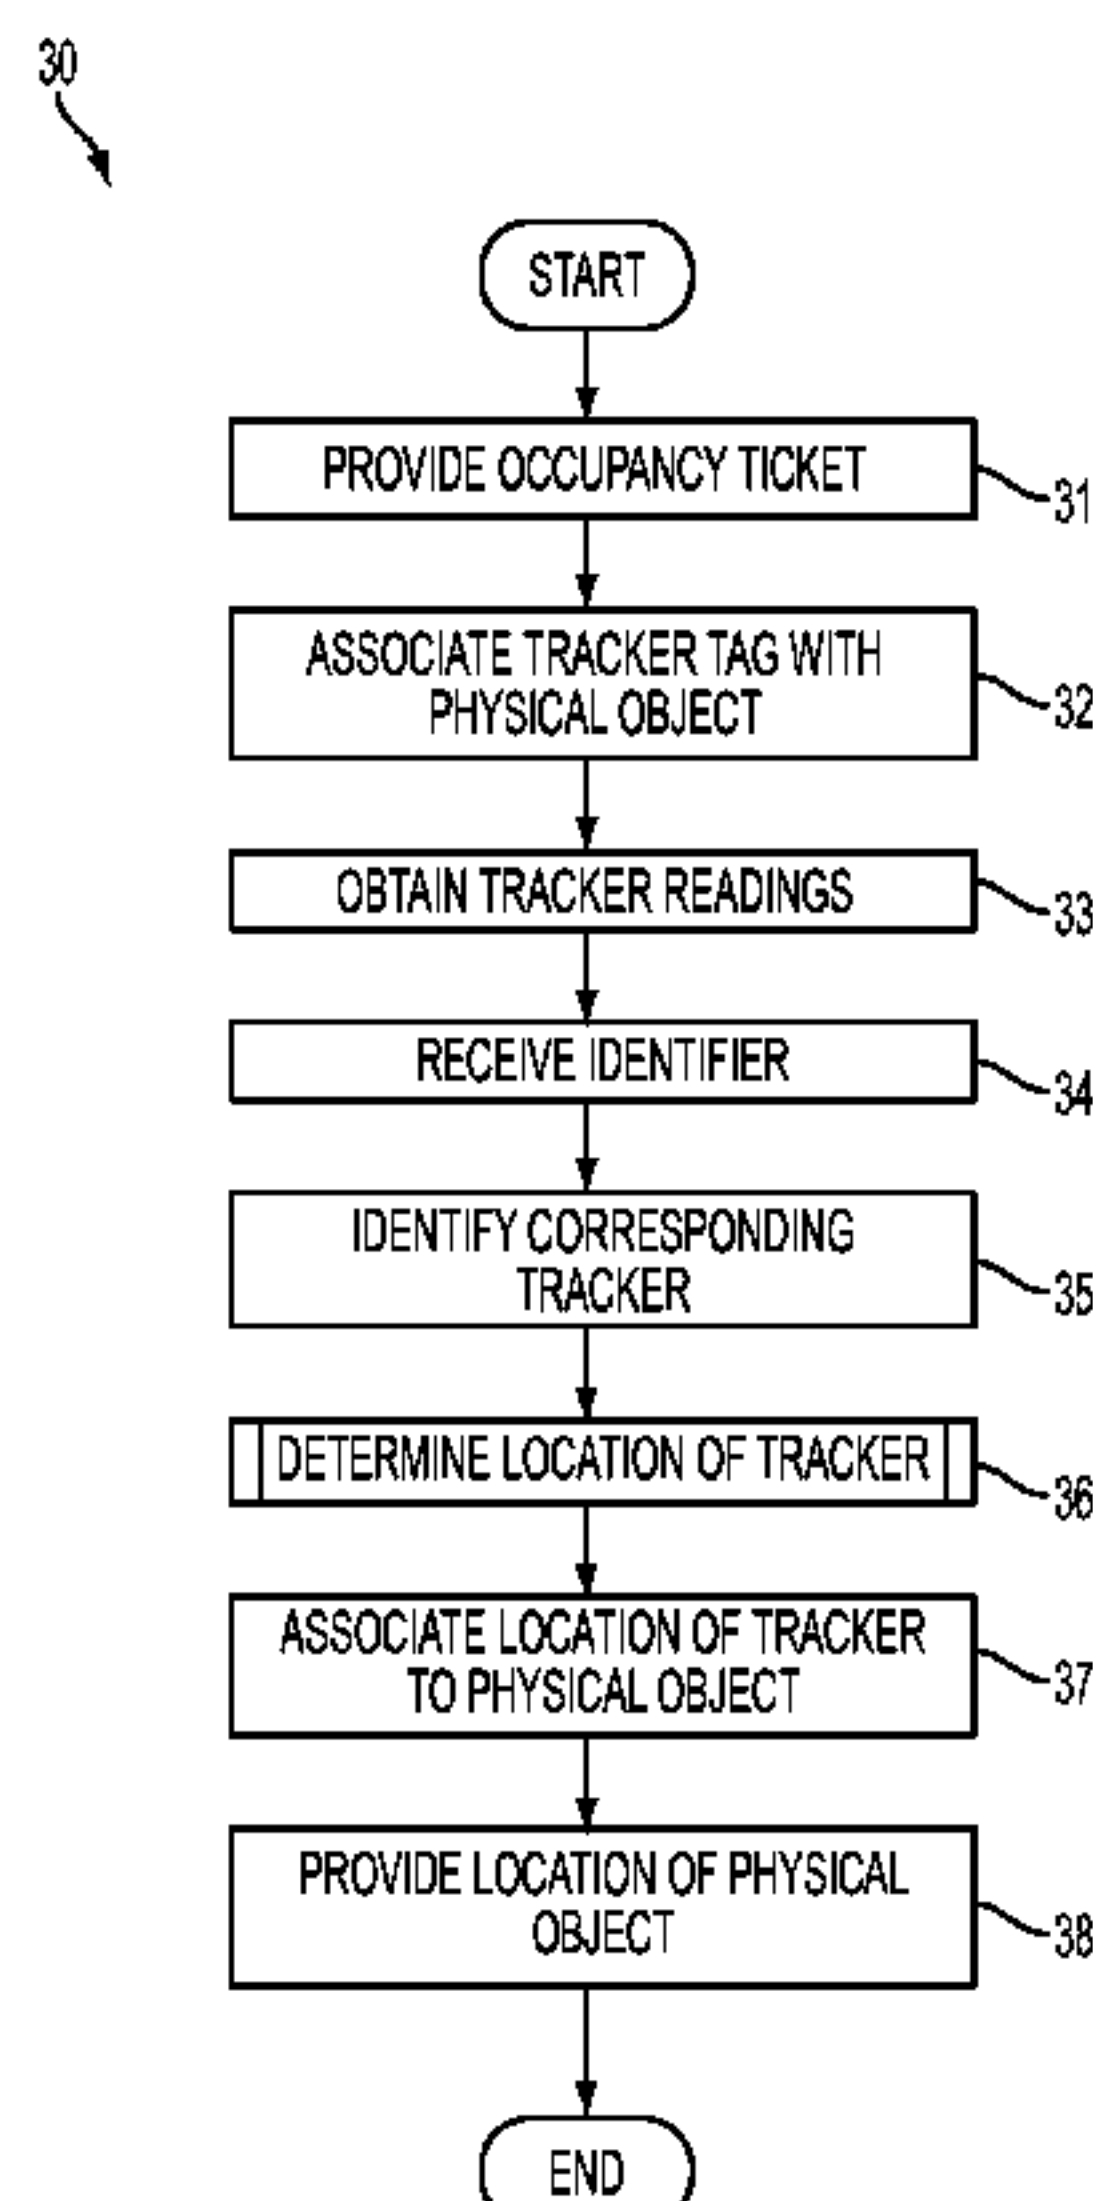 30
START
PROVIDE OCCUPANCY TICKET
31
ASSOCIATE TRACKER TAG WITH
PHYSICAL OBJECT
32
OBTAIN TRACKER READINGS
33
RECEIVE IDENTIFIER
34
IDENTIFY CORRESPONDING
TRACKER
35
DETERMINE LOCATION OF TRACKER
36
ASSOCIATE LOCATION OF TRACKER
TO PHYSICAL OBJECT
37
PROVIDE LOCATION OF PHYSICAL
OBJECT
38
END